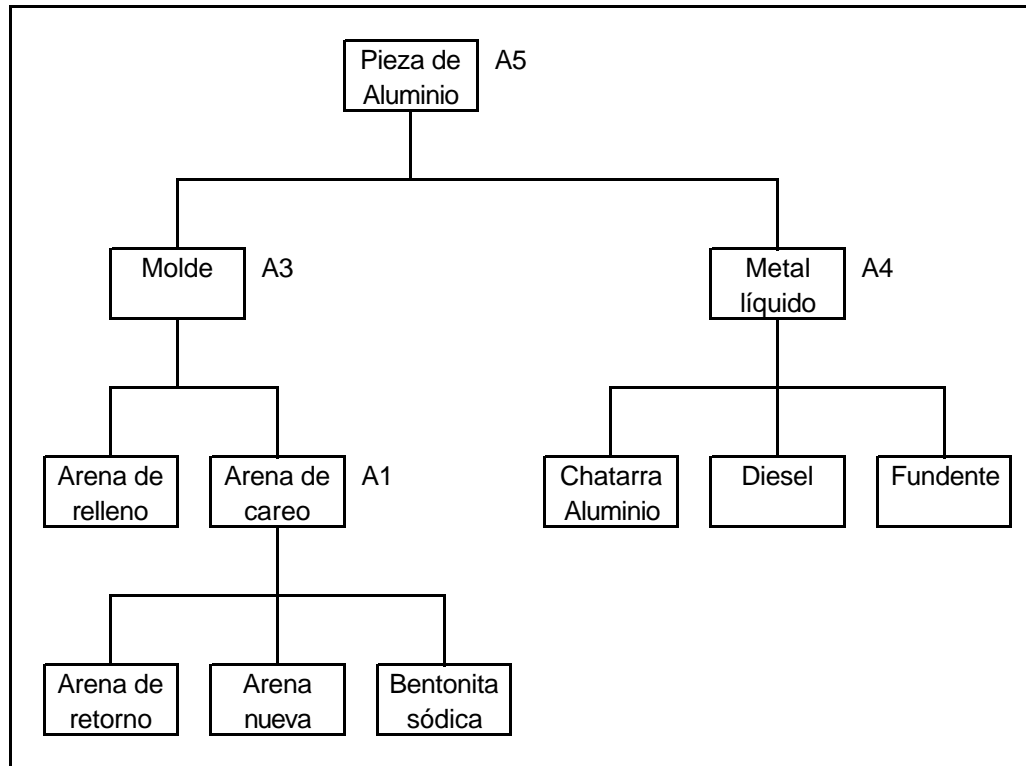 Pieza de
Aluminio
A5
Molde
A3
Metal
líquido
A4
Arena de
relleno
Arena de
careo
A1
Chatarra
Aluminio
Diesel
Fundente
Arena de
retorno
Arena
nueva
Bentonita
sódica